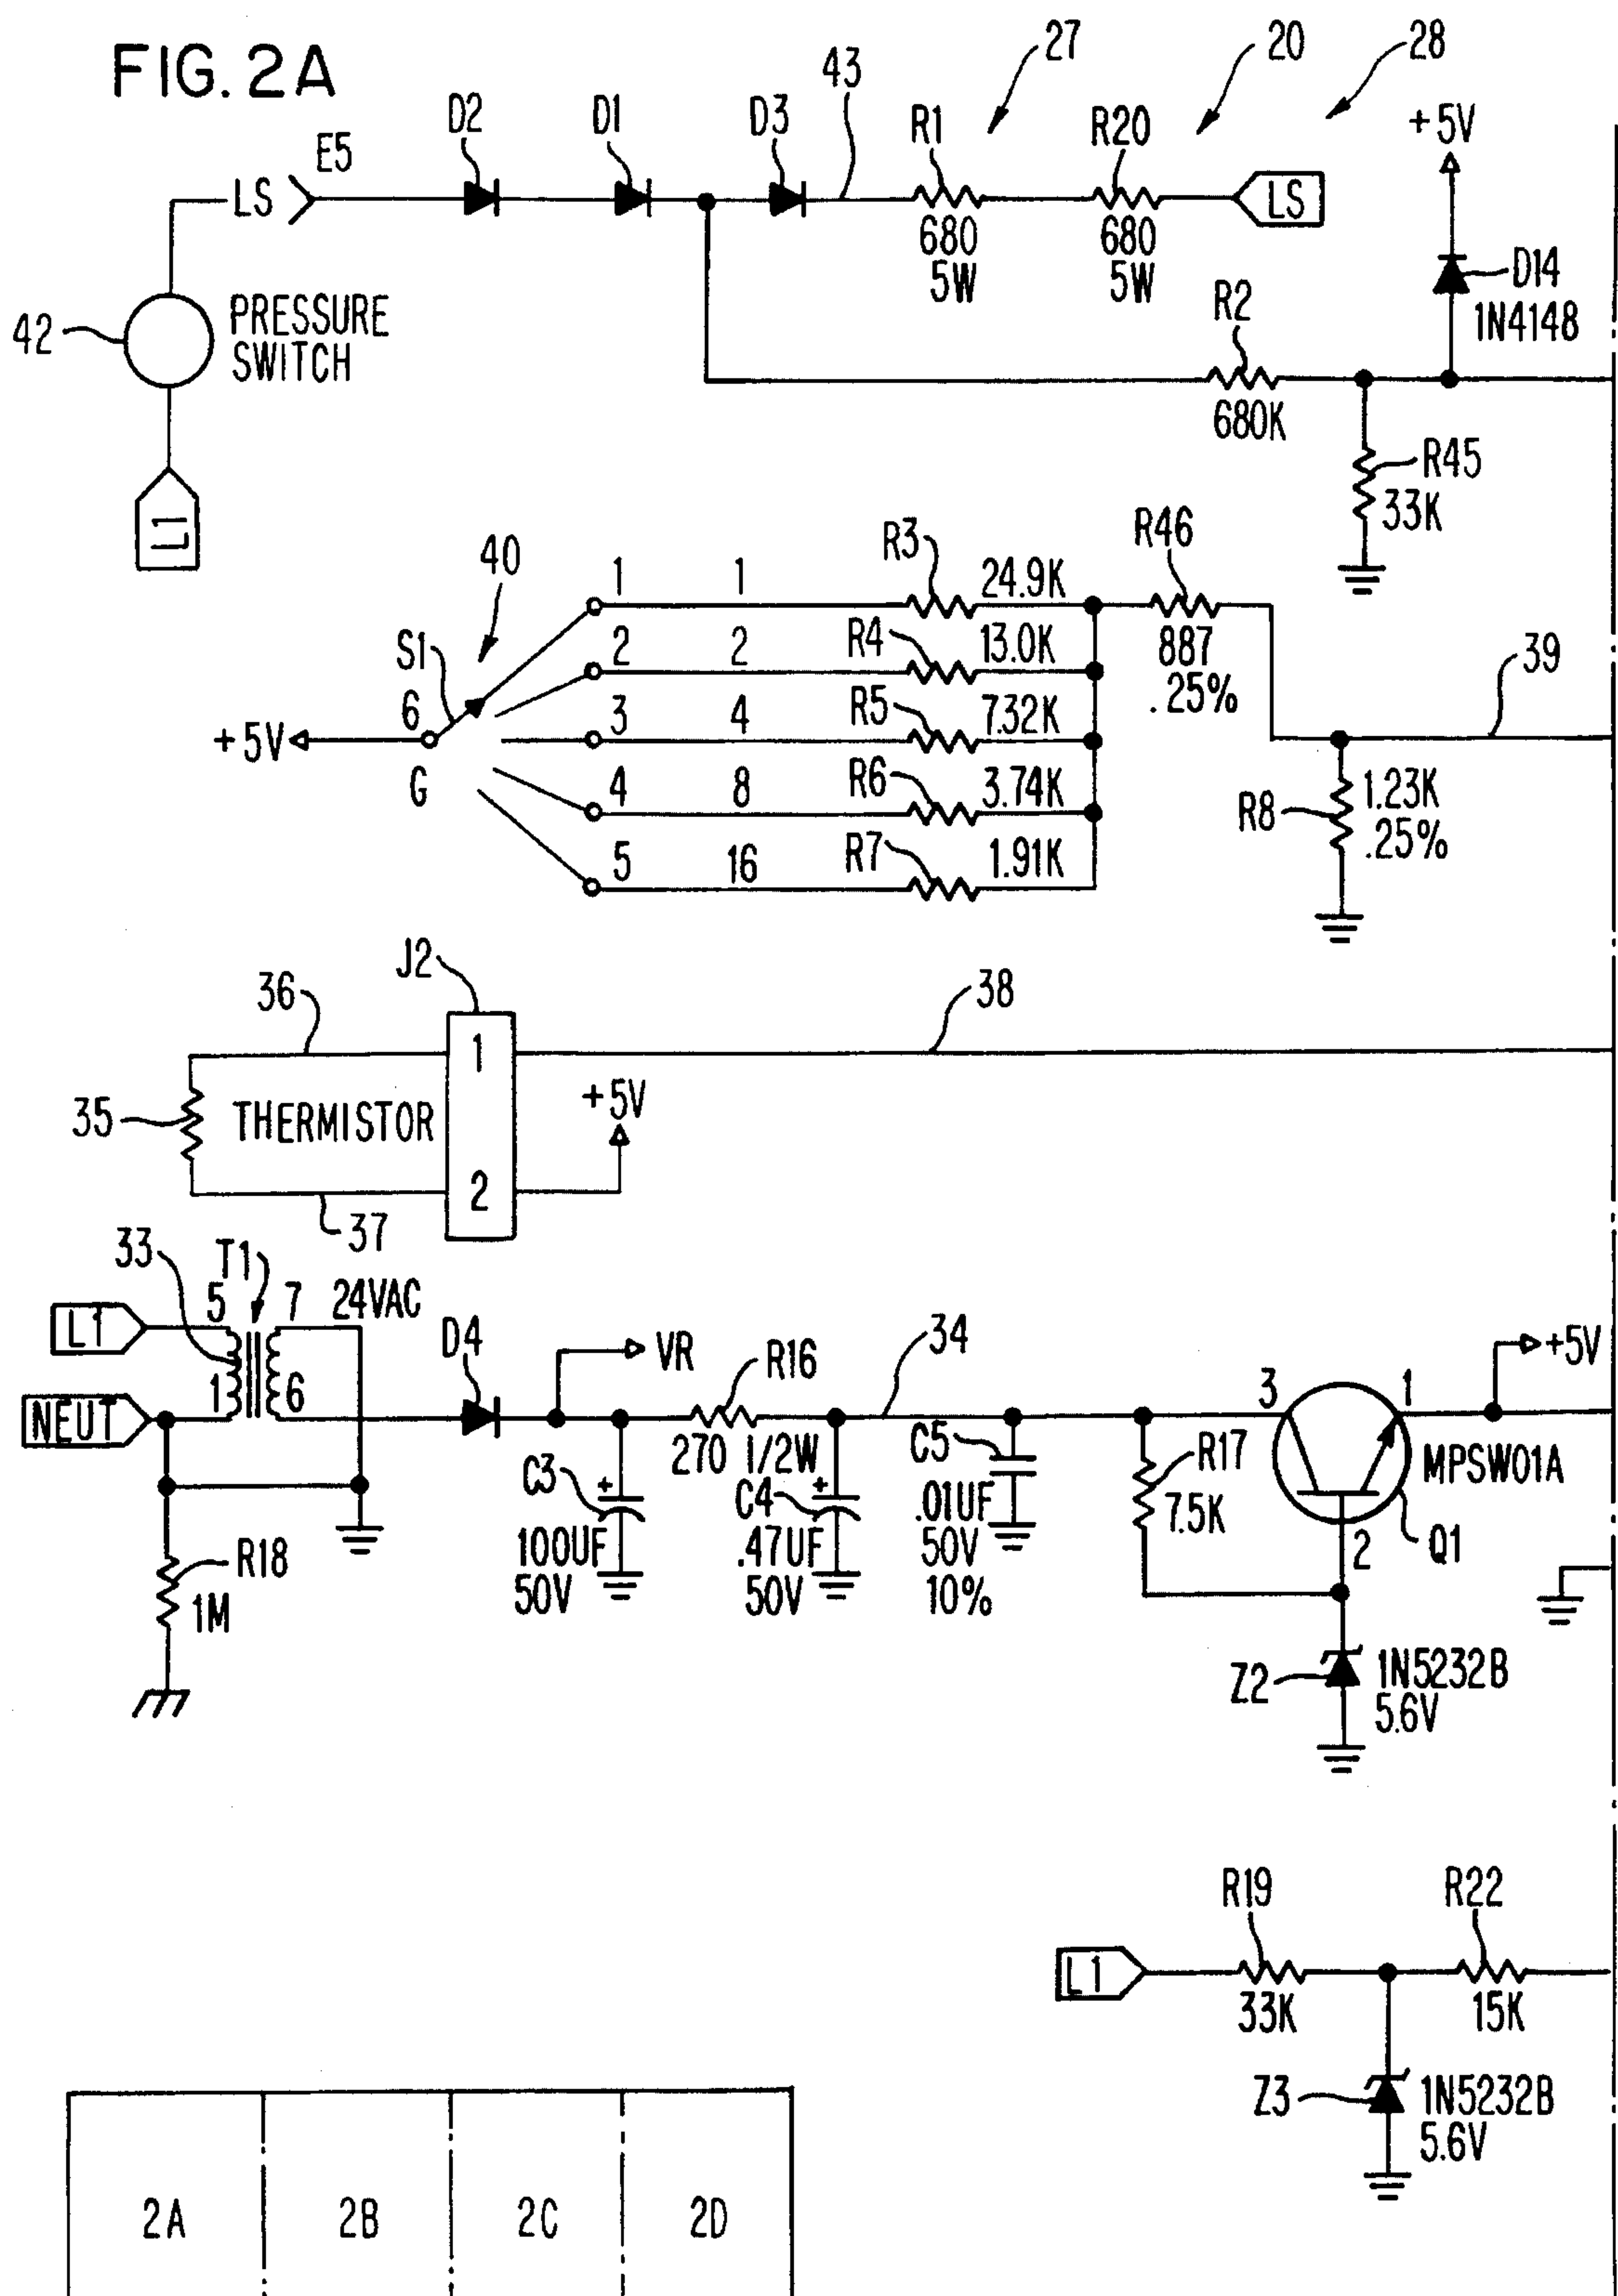 FIG. 2A
27
20
28
43
D2
D1
D3
R1
R20
+5V
E5
LS
LS
680
5W
680
5W
D14
1N4148
R2
680K
42
PRESSURE
SWITCH
L1
R45
33K
40
S1
6
+5V
G
1
1
R3
24.9K
R46
887
.25%
2
2
R4
13.0K
3
4
R5
7.32K
39
4
8
R6
3.74K
R8
1.23K
.25%
5
16
R7
1.91K
J2
36
38
1
35
THERMISTOR
+5V
2
37
33
T1
5
7
24VAC
L1
1
6
NEUT
D4
VR
R16
270 1/2W
34
3
1
+5V
C3
100UF
50V
C4
.47UF
50V
C5
.01UF
50V
10%
R17
7.5K
MPSW01A
2
Q1
R18
1M
Z2
1N5232B
5.6V
R19
R22
L1
33K
15K
Z3
1N5232B
5.6V
2A
2B
2C
2D